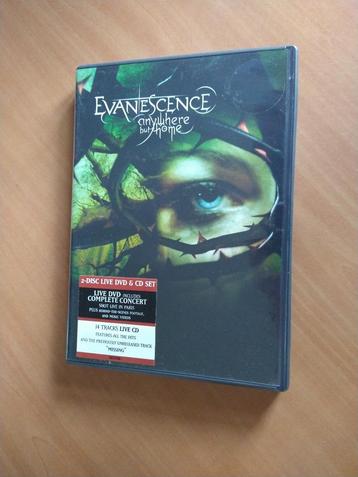 EVANESCENCE
anywhere
but home
2-DISC LIVE DVD & CD SET
LIVE DVD INCLUDES
COMPLETE CONCERT
SHOT LIVE IN PARIS
PLUS BEHIND-THE-SCENES FOOTAGE,
AND MUSIC VIDEOS
14 TRACKS LIVE CD
FEATURES ALL THE HITS
AND THE PREVIOUSLY UNRELEASED TRACK
"MISSING"